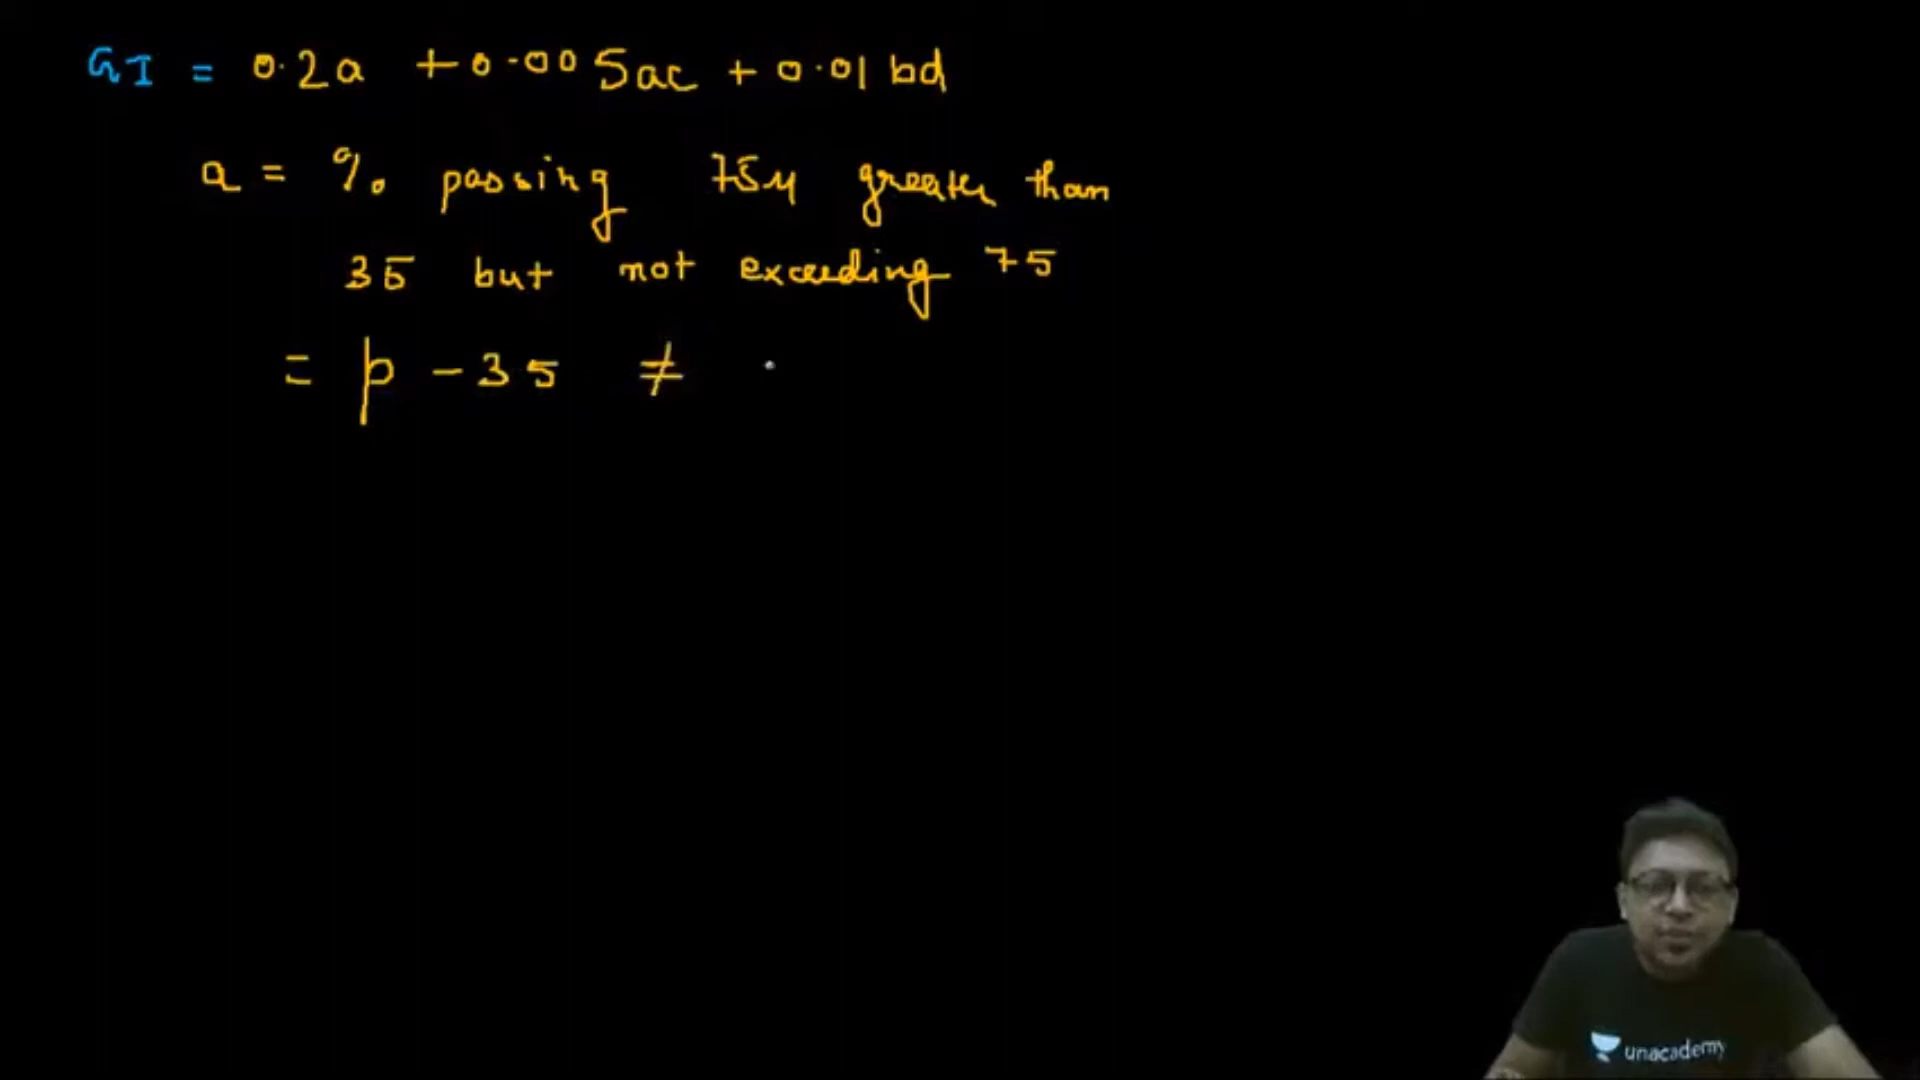 GI = 0.2a + 0.005ac + 0.01bd
a = % passing 75μ greater than
35 but not exceeding 75
= p - 35 ≠
unacademy